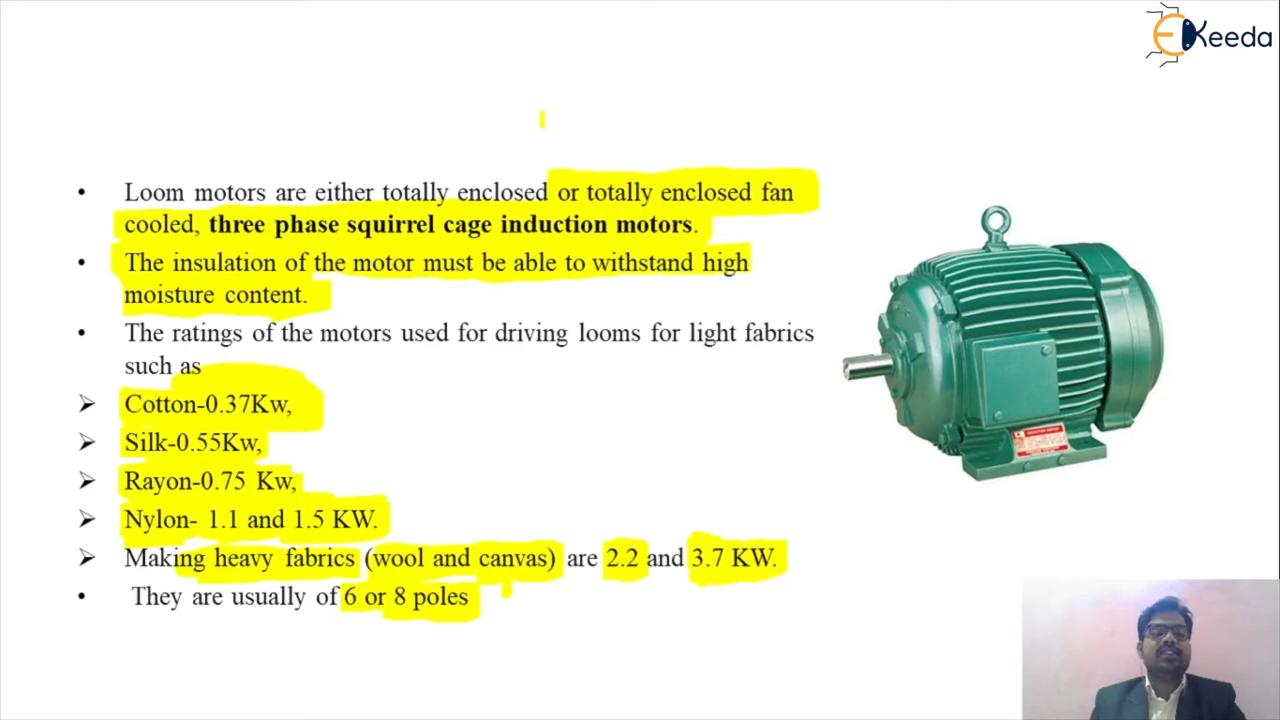 EKeeda
• Loom motors are either totally enclosed or totally enclosed fan
cooled, three phase squirrel cage induction motors.
• The insulation of the motor must be able to withstand high
moisture content.
• The ratings of the motors used for driving looms for light fabrics
such as
➢ Cotton-0.37Kw,
➢ Silk-0.55Kw,
➢ Rayon-0.75 Kw,
➢ Nylon- 1.1 and 1.5 KW.
➢ Making heavy fabrics (wool and canvas) are 2.2 and 3.7 KW.
• They are usually of 6 or 8 poles